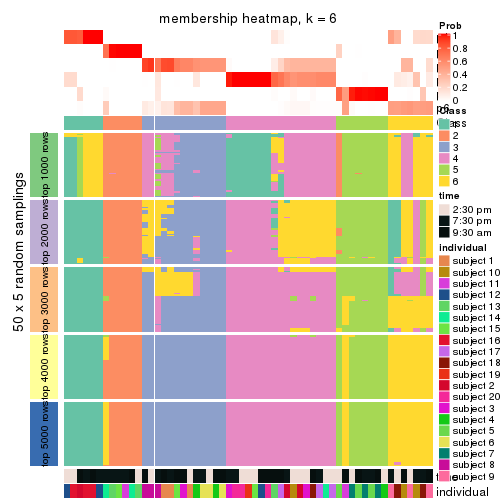 membership heatmap, k = 6
50 x 5 random samplings
top 1000 rows
top 2000 rows
top 3000 rows
top 4000 rows
top 5000 rows
Prob
1
0.8
0.6
0.4
0.2
0
Class
1
2
3
4
5
6
time
2:30 pm
7:30 pm
9:30 am
individual
subject 1
subject 10
subject 11
subject 12
subject 13
subject 14
subject 15
subject 16
subject 17
subject 18
subject 19
subject 2
subject 20
subject 3
subject 4
subject 5
subject 6
subject 7
subject 8
subject 9
individual